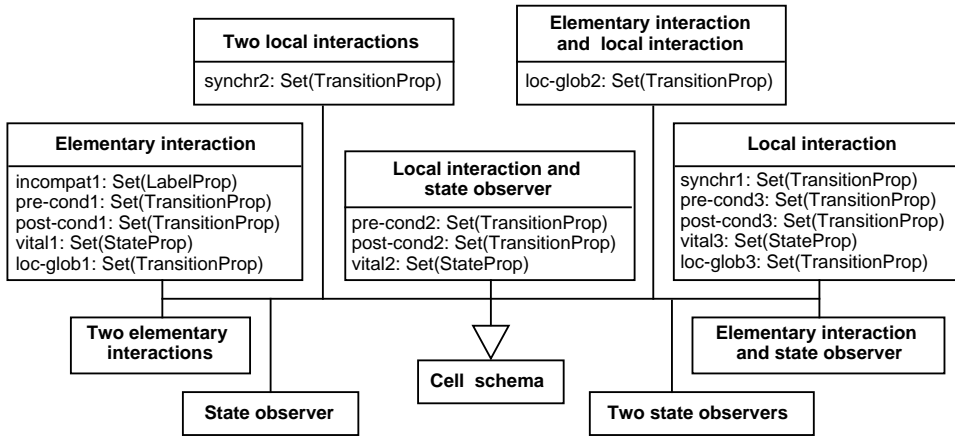 Two local interactions
synchr2: Set(TransitionProp)
Elementary interaction
and local interaction
loc-glob2: Set(TransitionProp)
Elementary interaction
incompat1: Set(LabelProp)
pre-cond1: Set(TransitionProp)
post-cond1: Set(TransitionProp)
vital1: Set(StateProp)
loc-glob1: Set(TransitionProp)
Local interaction and
state observer
pre-cond2: Set(TransitionProp)
post-cond2: Set(TransitionProp)
vital2: Set(StateProp)
Local interaction
synchr1: Set(TransitionProp)
pre-cond3: Set(TransitionProp)
post-cond3: Set(TransitionProp)
vital3: Set(StateProp)
loc-glob3: Set(TransitionProp)
Two elementary
interactions
Elementary interaction
and state observer
Cell schema
State observer
Two state observers